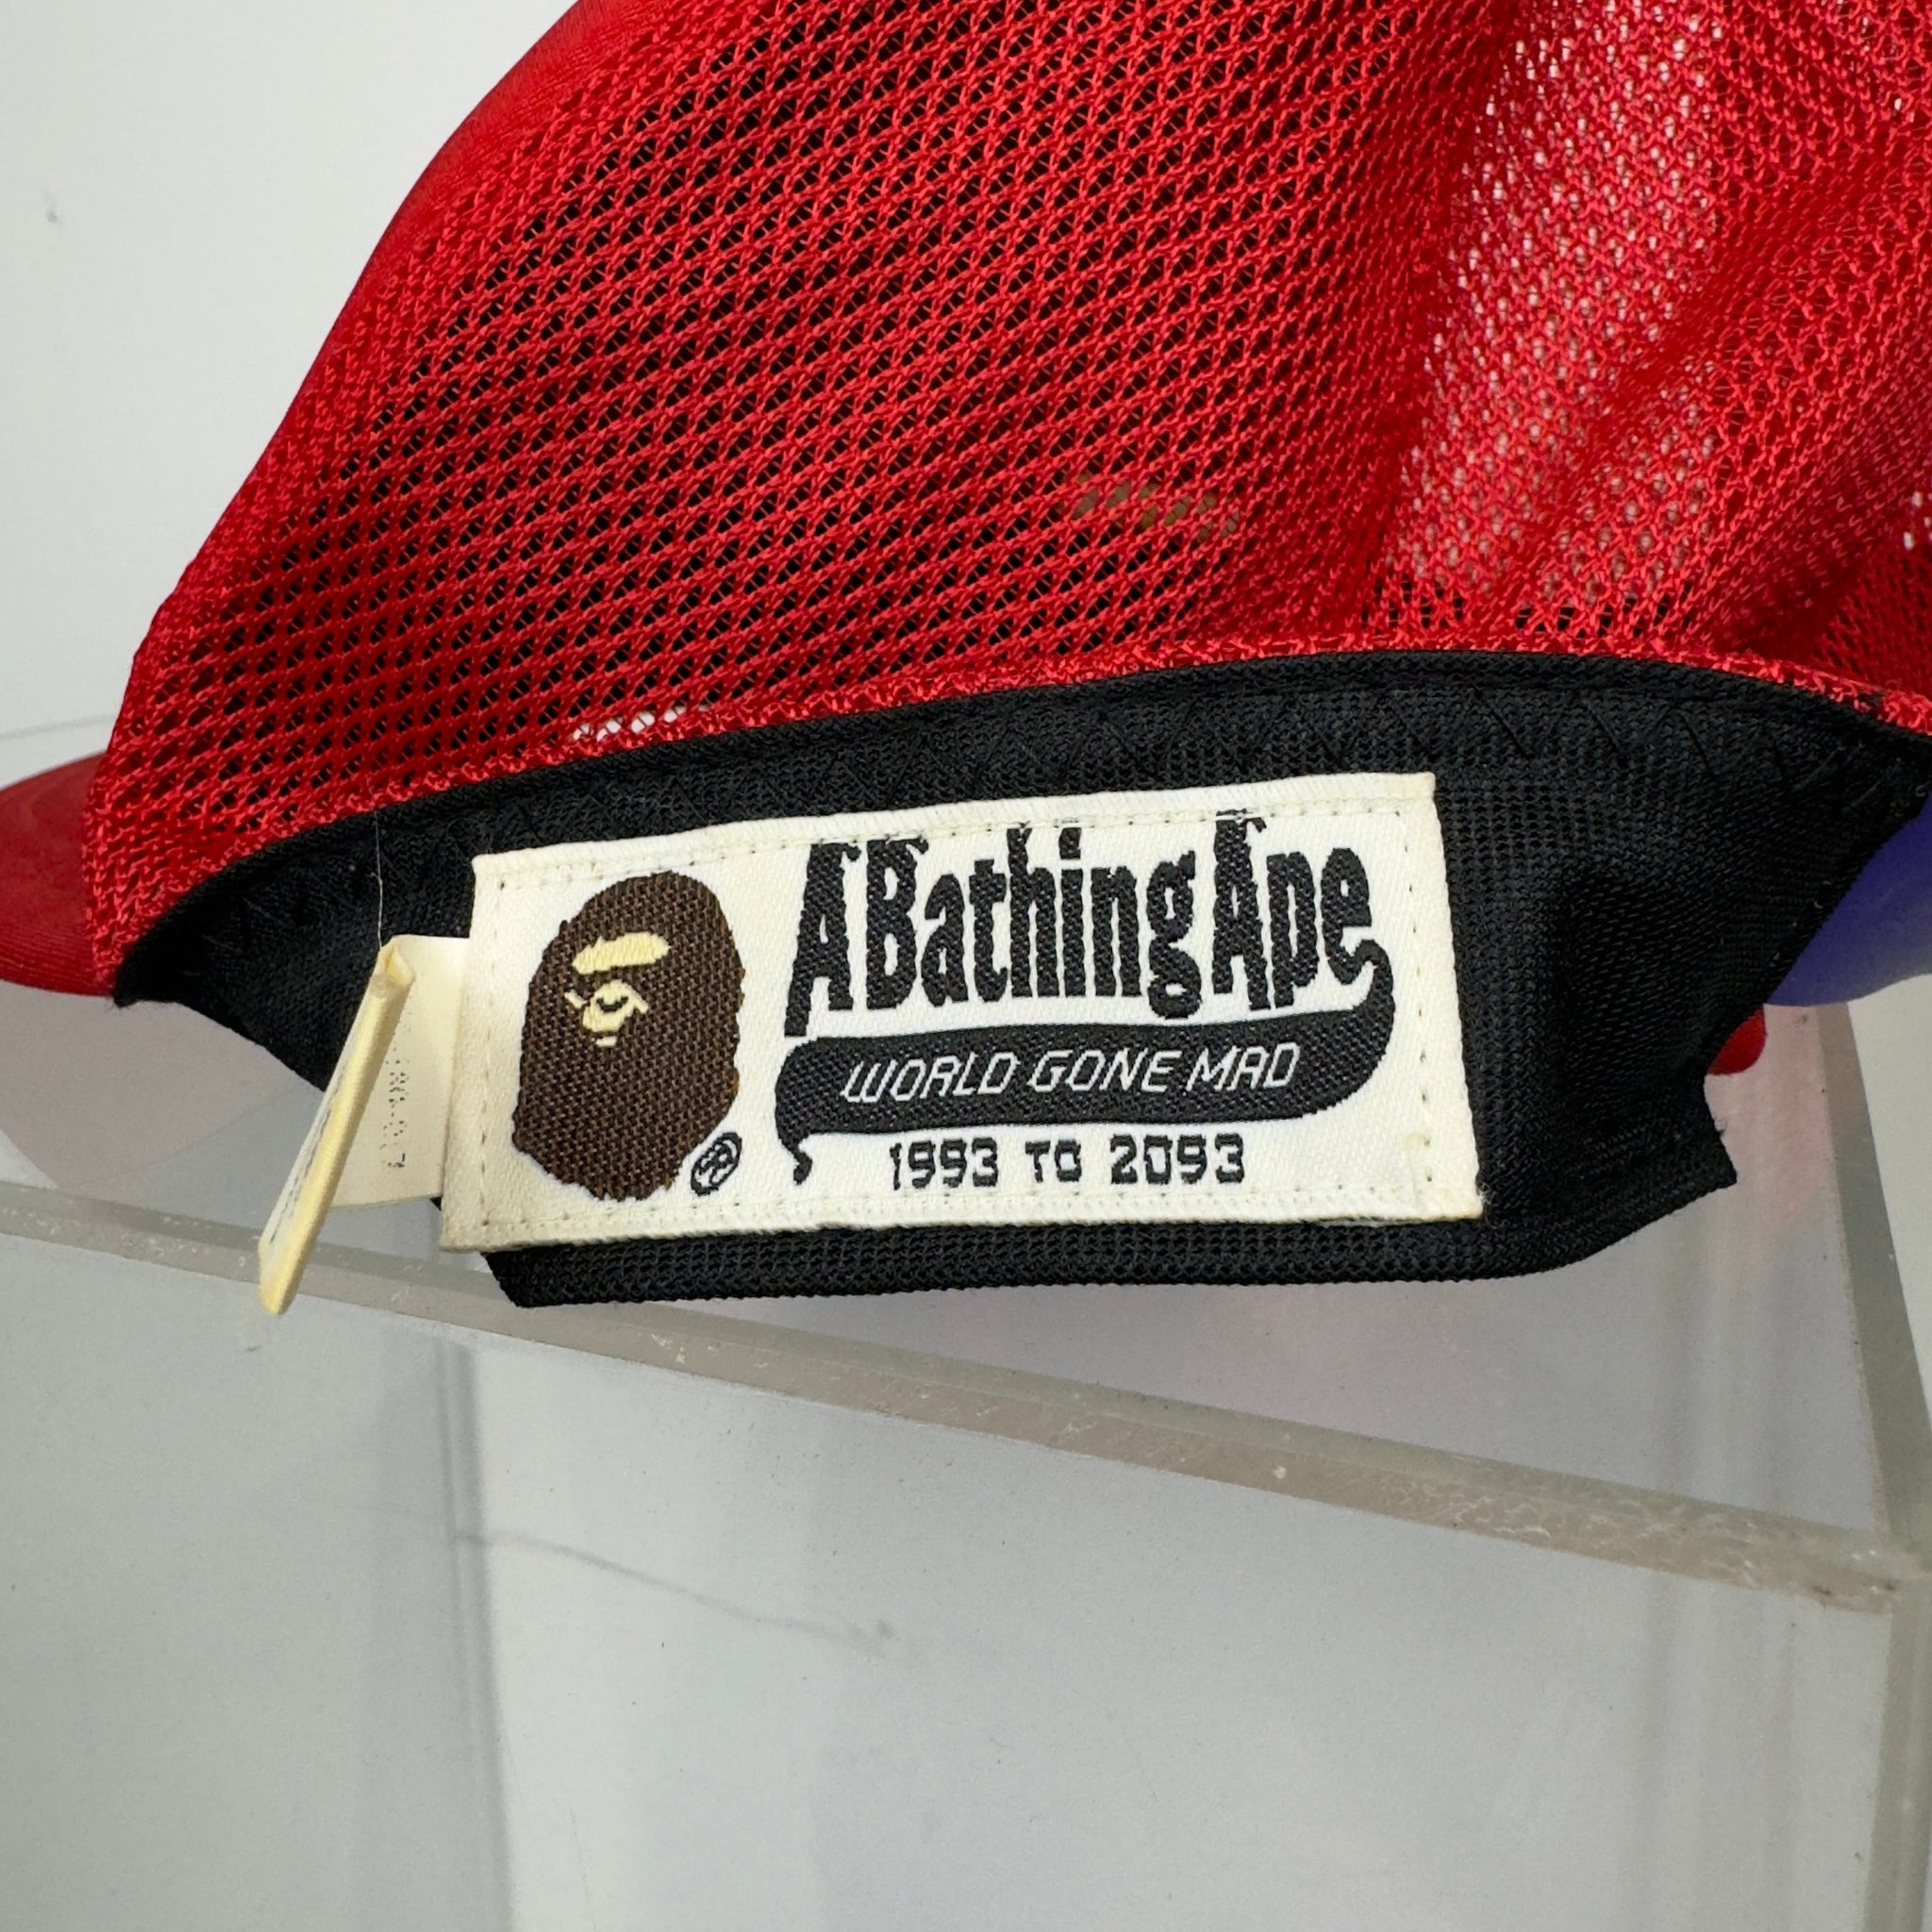 A Bathing Ape
WORLD GONE MAD
1993 TO 2093